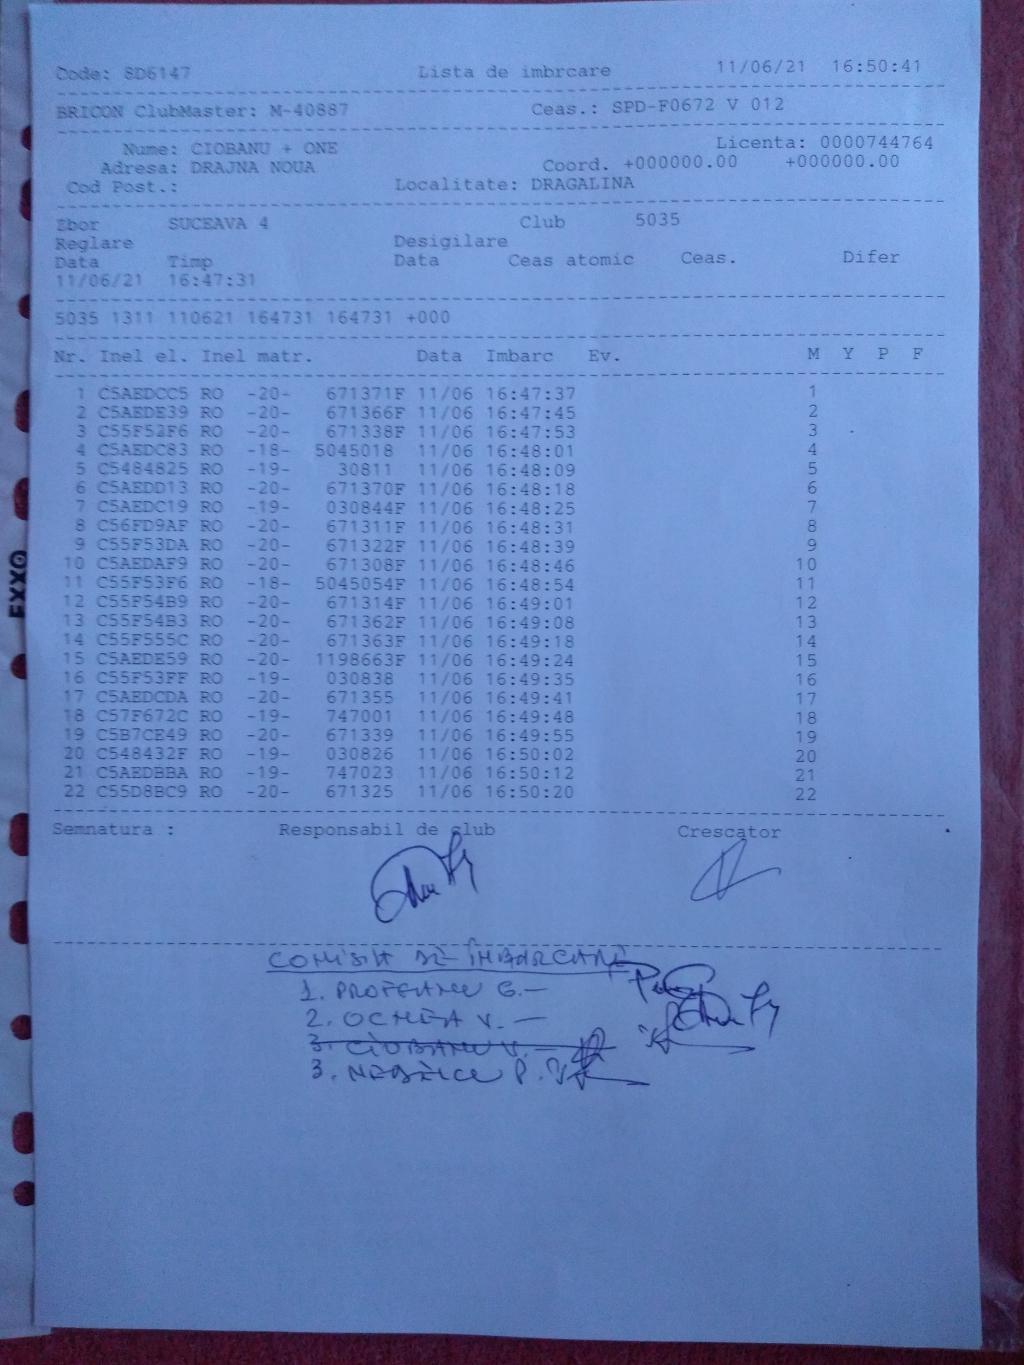 Code: 8D6147 Lista de imbrcare 11/06/21 16:50:41
BRICON ClubMaster: M-40887 Ceas.: SPD-F0672 V 012
Nume: CIOBANU + ONE Licenta: 0000744764
Adresa: DRAJNA NOUA Coord. +000000.00 +000000.00
Cod Post.: Localitate: DRAGALINA
Zbor SUCEAVA 4 Club 5035
Reglare Desigilare
Data Timp Data Ceas atomic Ceas. Difer
11/06/21 16:47:31
5035 1311 110621 164731 164731 +000
Nr. Inel el. Inel matr. Data Imbarc Ev. M Y P F
1 C5AEDCC5 RO -20- 671371F 11/06 16:47:37 1
2 C5AEDE39 RO -20- 671366F 11/06 16:47:45 2
3 C55F52F6 RO -20- 671338F 11/06 16:47:53 3
4 C5AEDC83 RO -18- 5045018 11/06 16:48:01 4
5 C5484825 RO -19- 30811 11/06 16:48:09 5
6 C5AEDD13 RO -20- 671370F 11/06 16:48:18 6
7 C5AEDC19 RO -19- 030844F 11/06 16:48:25 7
8 C56FD9AF RO -20- 671311F 11/06 16:48:31 8
9 C55F53DA RO -20- 671322F 11/06 16:48:39 9
10 C5AEDAF9 RO -20- 671308F 11/06 16:48:46 10
11 C55F53F6 RO -18- 5045054F 11/06 16:48:54 11
12 C55F54B9 RO -20- 671314F 11/06 16:49:01 12
13 C55F54B3 RO -20- 671362F 11/06 16:49:08 13
14 C55F555C RO -20- 671363F 11/06 16:49:18 14
15 C5AEDE59 RO -20- 1198663F 11/06 16:49:24 15
16 C55F53FF RO -19- 030838 11/06 16:49:35 16
17 C5AEDCDA RO -20- 671355 11/06 16:49:41 17
18 C57F672C RO -19- 747001 11/06 16:49:48 18
19 C5B7CE49 RO -20- 671339 11/06 16:49:55 19
20 C548432F RO -19- 030826 11/06 16:50:02 20
21 C5AEDBBA RO -19- 747023 11/06 16:50:12 21
22 C55D8BC9 RO -20- 671325 11/06 16:50:20 22
Semnatura : Responsabil de club Crescator
COMISIA DE ÎMBARCARE
1. PROFEANU G.-
2. OCNEA V. -
3. CIOBANU V. -
3. P.
EXXO